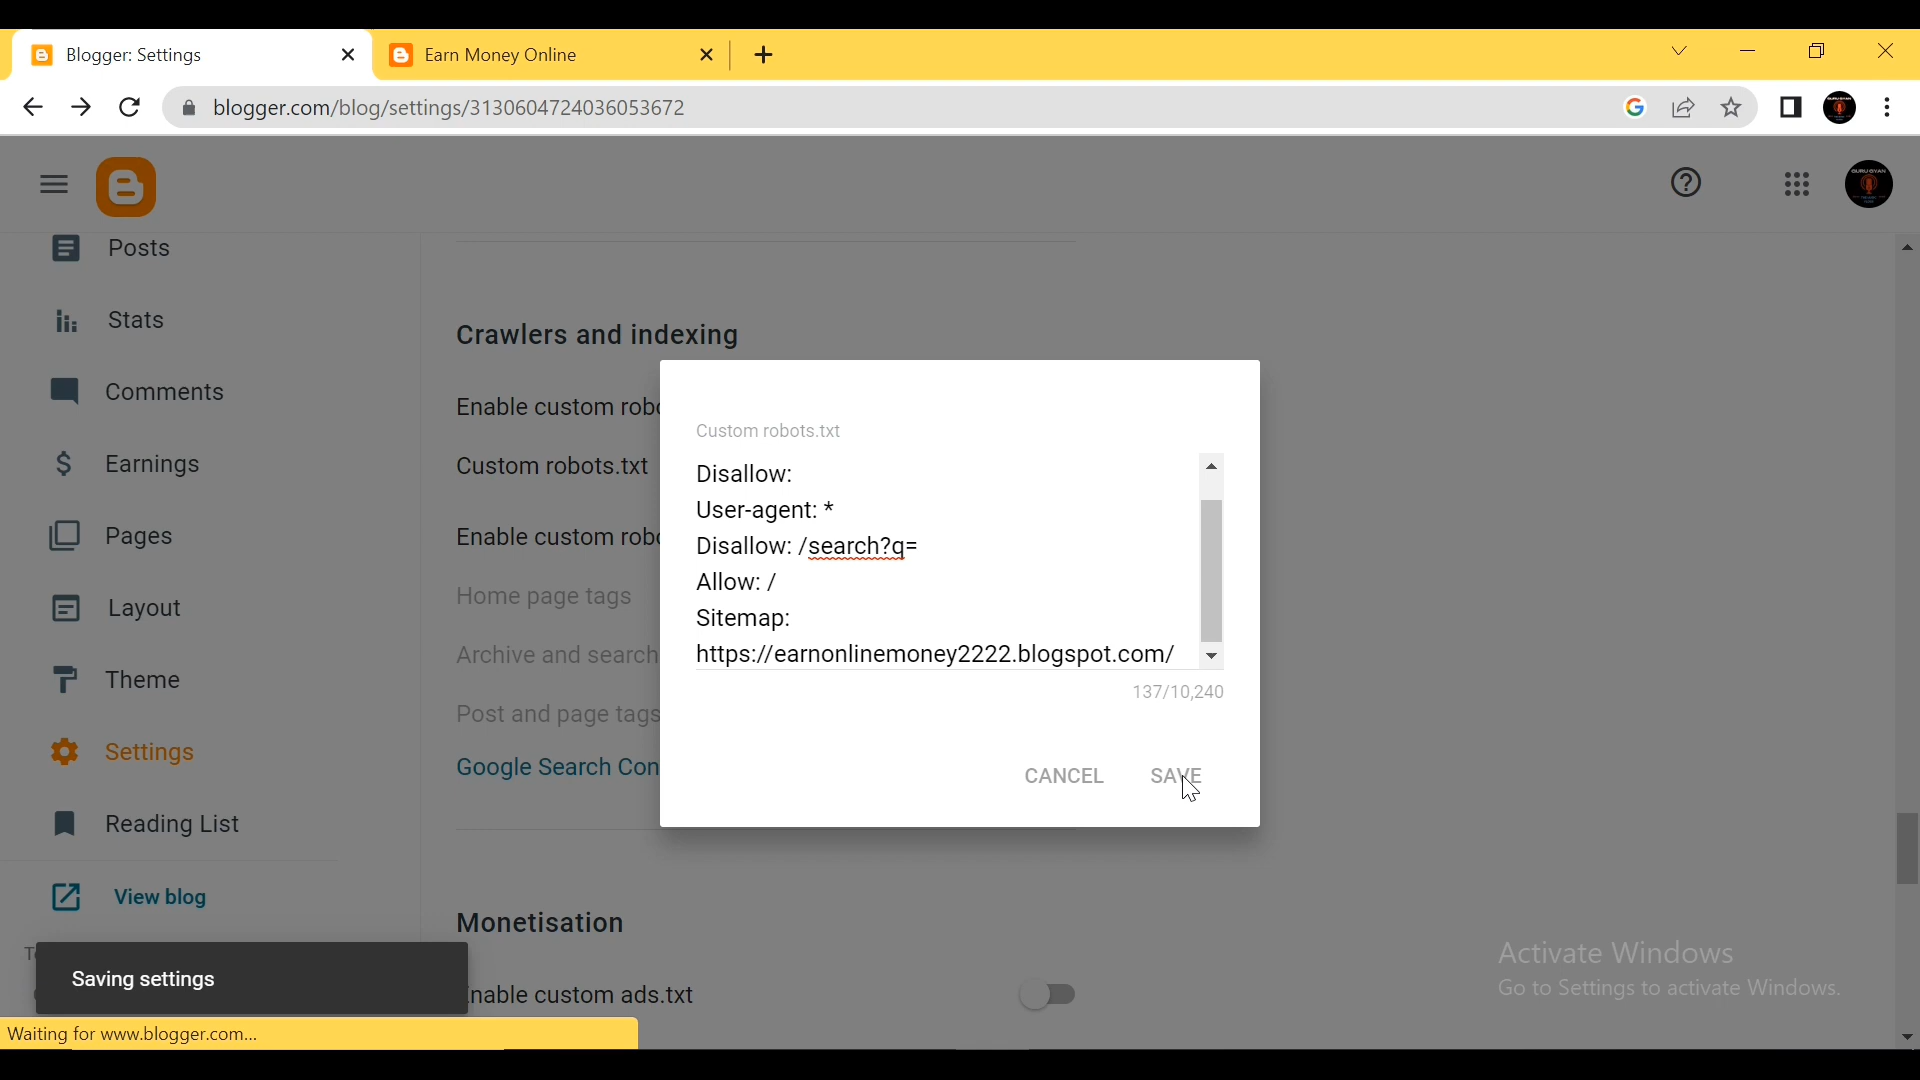 Blogger: Settings
Earn Money Online
blogger.com/blog/settings/3130604724036053672
Posts
Stats
Comments
Earnings
Pages
Layout
Theme
Settings
Reading List
View blog
Crawlers and indexing
Enable custom robo
Custom robots.txt
Enable custom robo
Home page tags
Archive and search
Post and page tags
Google Search Con
Custom robots.txt
Disallow:
User-agent: *
Disallow: /search?q=
Allow: /
Sitemap:
https://earnonlinemoney2222.blogspot.com/
137/10,240
CANCEL
SAVE
Monetisation
nable custom ads.txt
Saving settings
Waiting for www.blogger.com...
Activate Windows
Go to Settings to activate Windows.